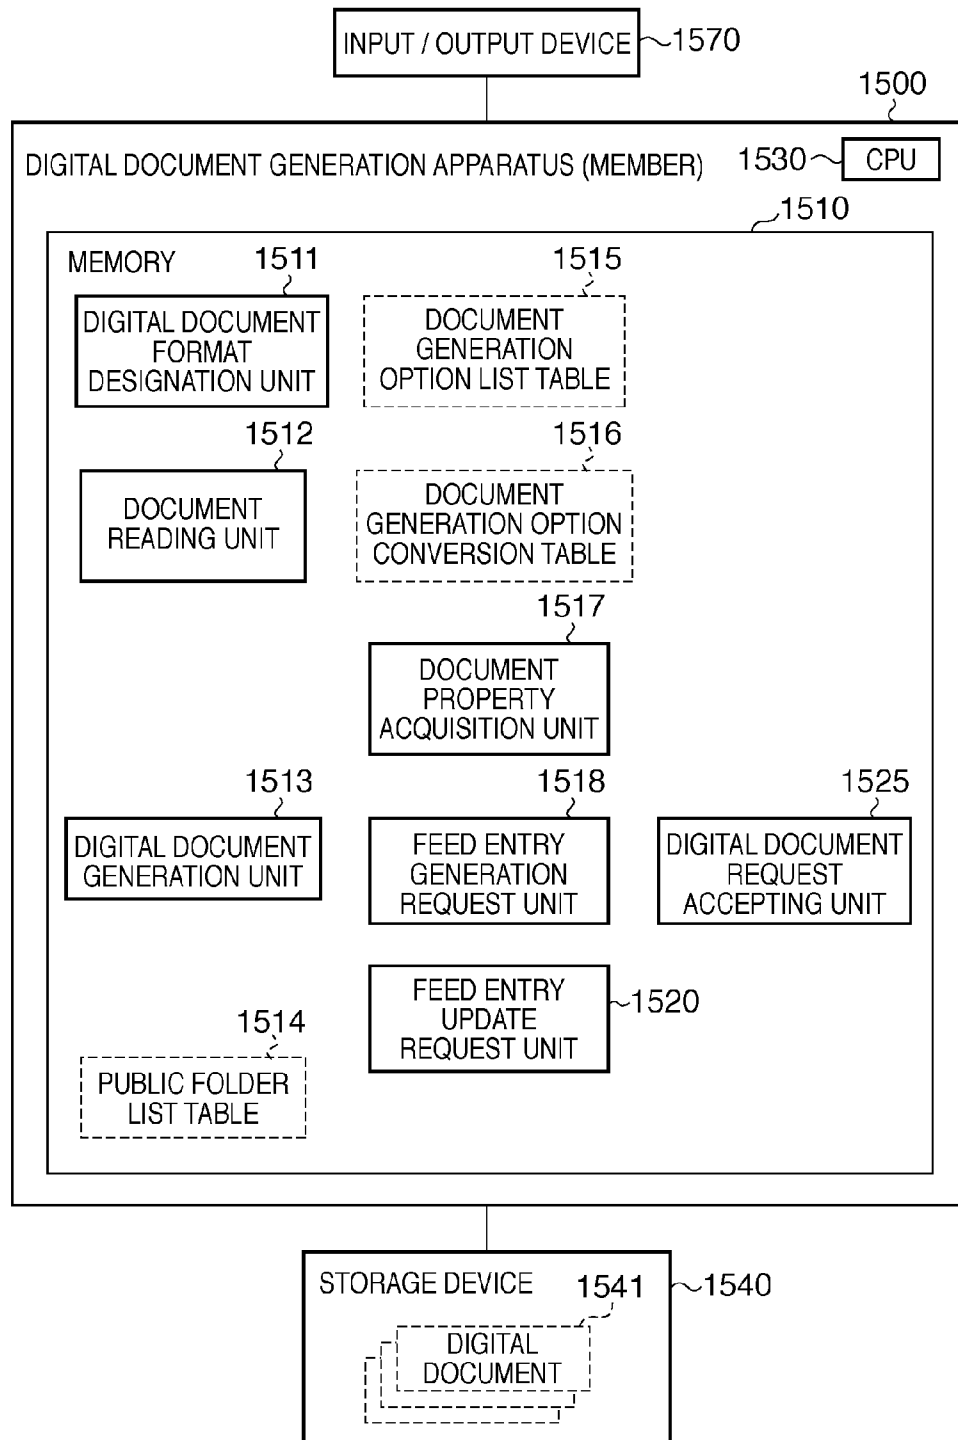 INPUT / OUTPUT DEVICE
1570
1500
DIGITAL DOCUMENT GENERATION APPARATUS (MEMBER)
1530
CPU
1510
MEMORY
1511
DIGITAL DOCUMENT
FORMAT
DESIGNATION UNIT
1515
DOCUMENT
GENERATION
OPTION LIST TABLE
1512
DOCUMENT
READING UNIT
1516
DOCUMENT
GENERATION OPTION
CONVERSION TABLE
1517
DOCUMENT
PROPERTY
ACQUISITION UNIT
1513
DIGITAL DOCUMENT
GENERATION UNIT
1518
FEED ENTRY
GENERATION
REQUEST UNIT
1525
DIGITAL DOCUMENT
REQUEST
ACCEPTING UNIT
FEED ENTRY
UPDATE
REQUEST UNIT
1520
1514
PUBLIC FOLDER
LIST TABLE
STORAGE DEVICE
1541
1540
DIGITAL
DOCUMENT